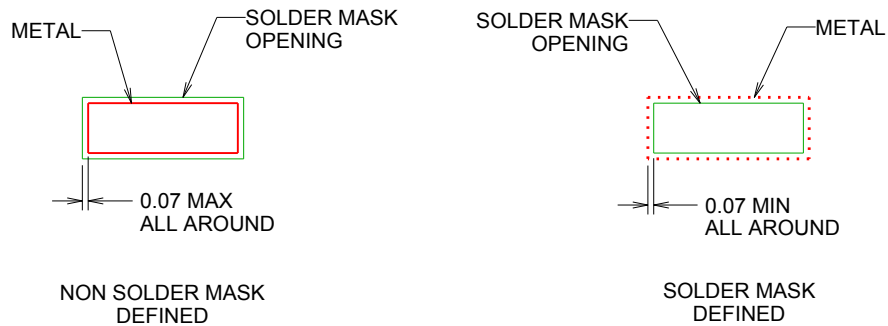 METAL
SOLDER MASK
OPENING
0.07 MAX
ALL AROUND
NON SOLDER MASK
DEFINED
SOLDER MASK
OPENING
METAL
0.07 MIN
ALL AROUND
SOLDER MASK
DEFINED